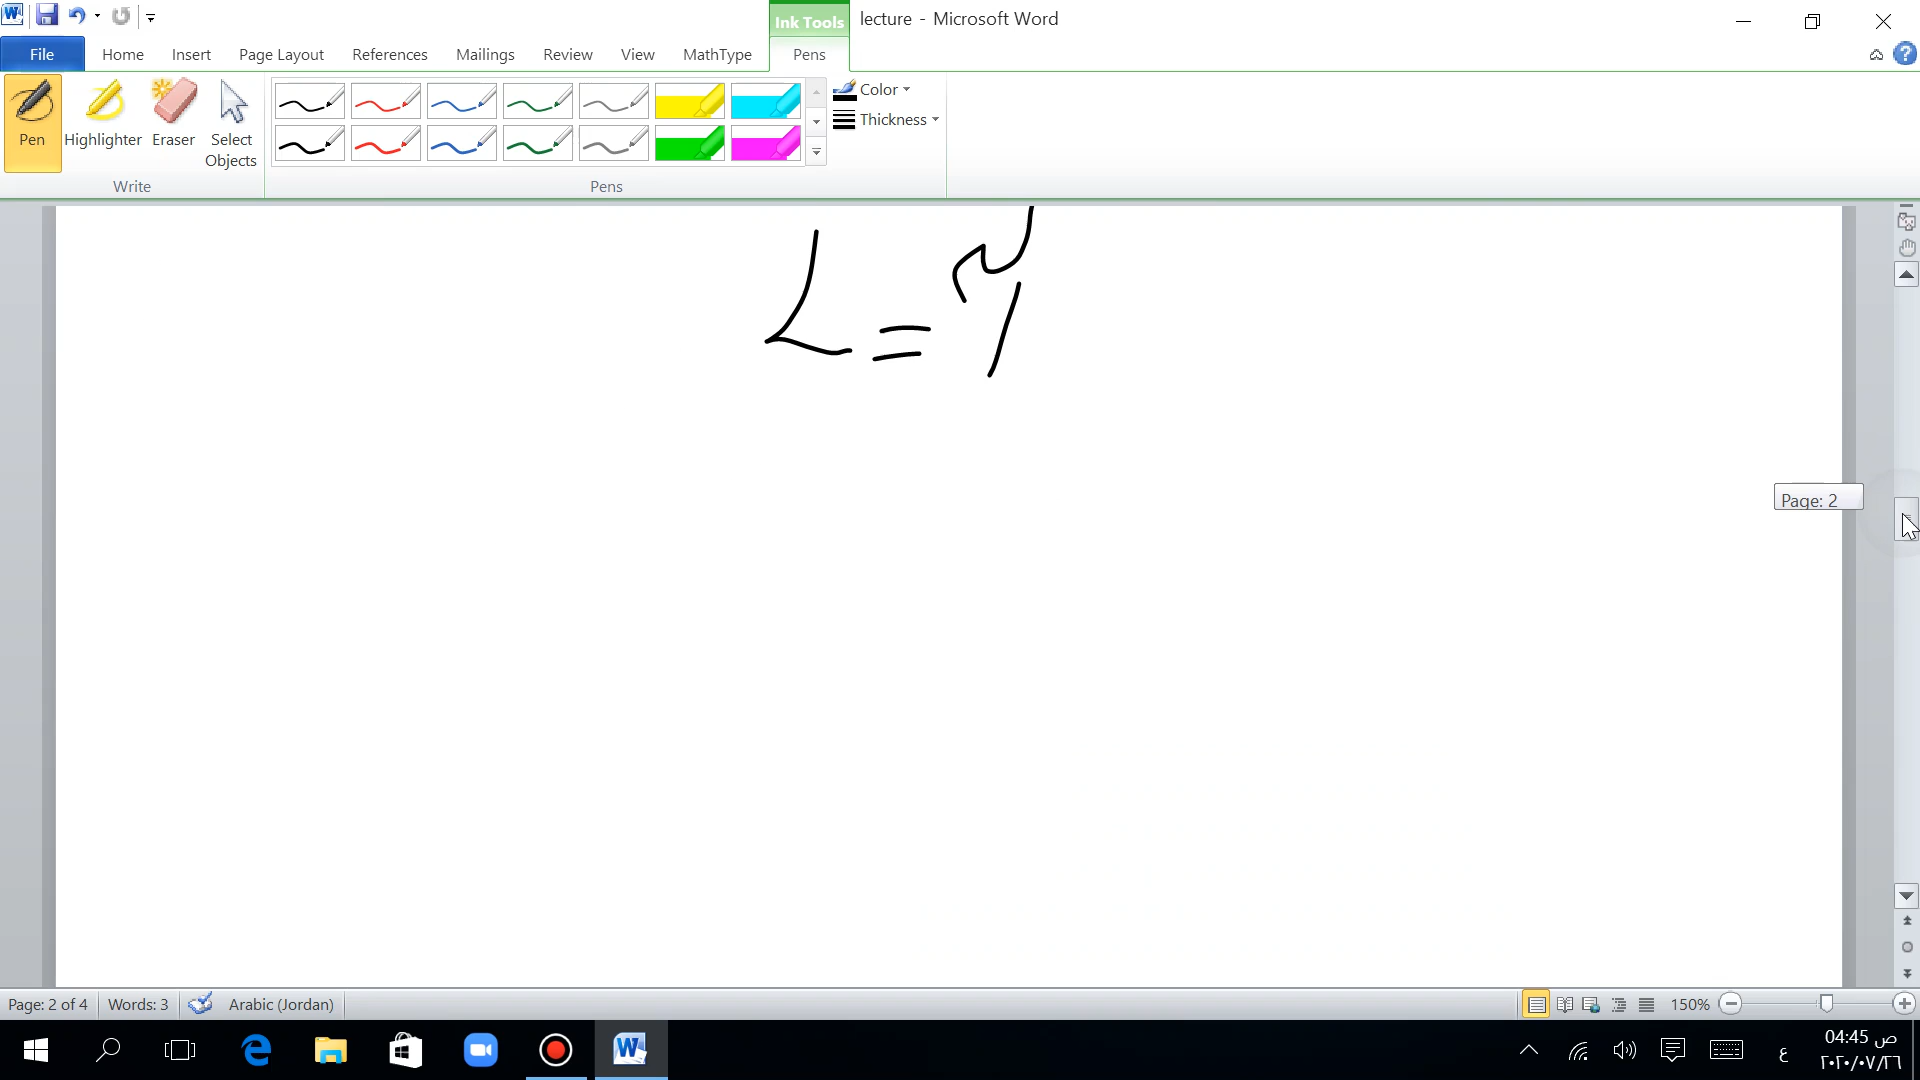 Ink Tools
lecture - Microsoft Word
File Home Insert Page Layout References Mailings Review View MathType Pens
Pen Highlighter Eraser Select Objects
Color
Thickness
Write Pens
L =
Page: 2
Page: 2 of 4 Words: 3 Arabic (Jordan) 150%
ع
04:45 ص
٢٠٢٠/٠٧/٢٦